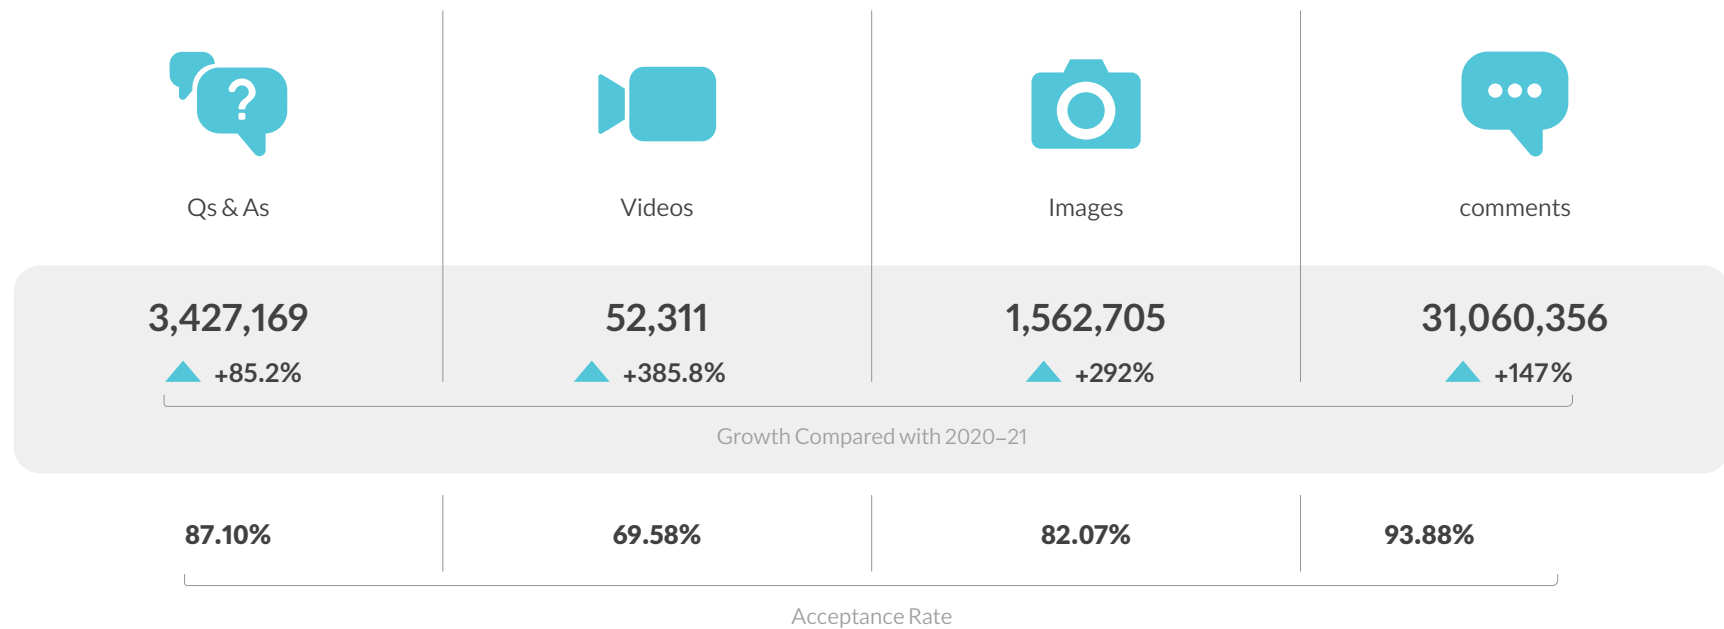 ?
Qs & As
Videos
Images
comments
3,427,169
52,311
1,562,705
31,060,356
+85.2%
+385.8%
+292%
+147%
Growth Compared with 2020–21
87.10%
69.58%
82.07%
93.88%
Acceptance Rate